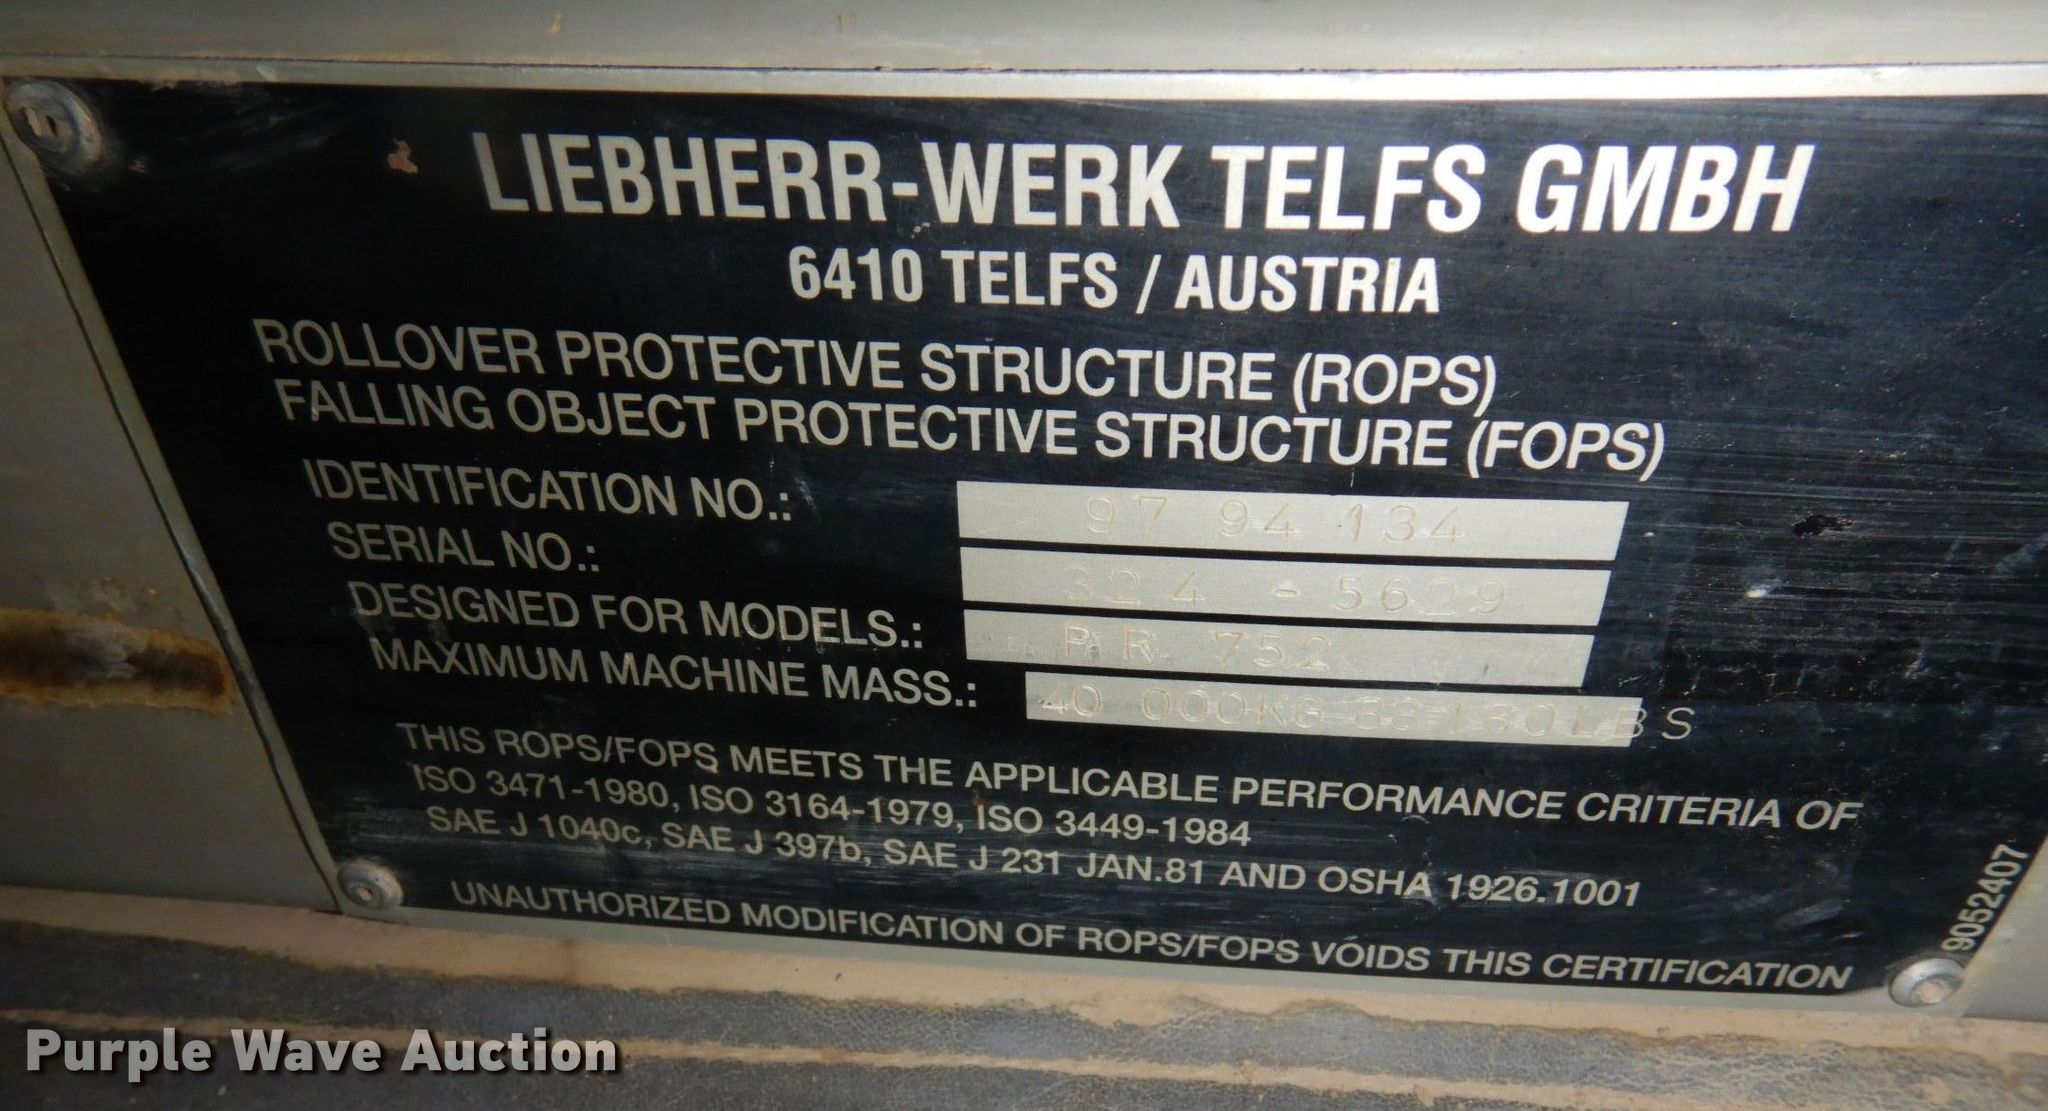 LIEBHERR-WERK TELFS GMBH
6410 TELFS / AUSTRIA
ROLLOVER PROTECTIVE STRUCTURE (ROPS)
FALLING OBJECT PROTECTIVE STRUCTURE (FOPS)
IDENTIFICATION NO.: 97 94 134
SERIAL NO.: 324 - 5629
DESIGNED FOR MODELS.: PR 752
MAXIMUM MACHINE MASS.: 40 000KG
THIS ROPS/FOPS MEETS THE APPLICABLE PERFORMANCE CRITERIA OF
ISO 3471-1980, ISO 3164-1979, ISO 3449-1984
SAE J 1040c, SAE J 397b, SAE J 231 JAN.81 AND OSHA 1926.1001
UNAUTHORIZED MODIFICATION OF ROPS/FOPS VOIDS THIS CERTIFICATION
9052407
Purple Wave Auction